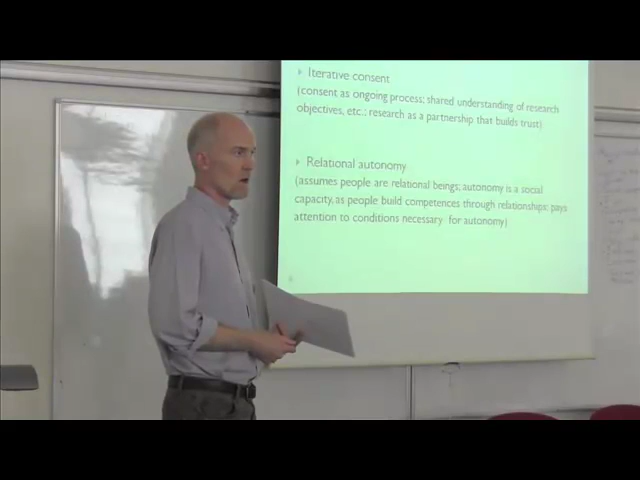 Iterative consent
(consent as ongoing process; shared understanding of research
objectives, etc.; research as a partnership that builds trust)
Relational autonomy
(assumes people are relational beings; autonomy is a social
capacity, as people build competences through relationships; pays
attention to conditions necessary for autonomy)